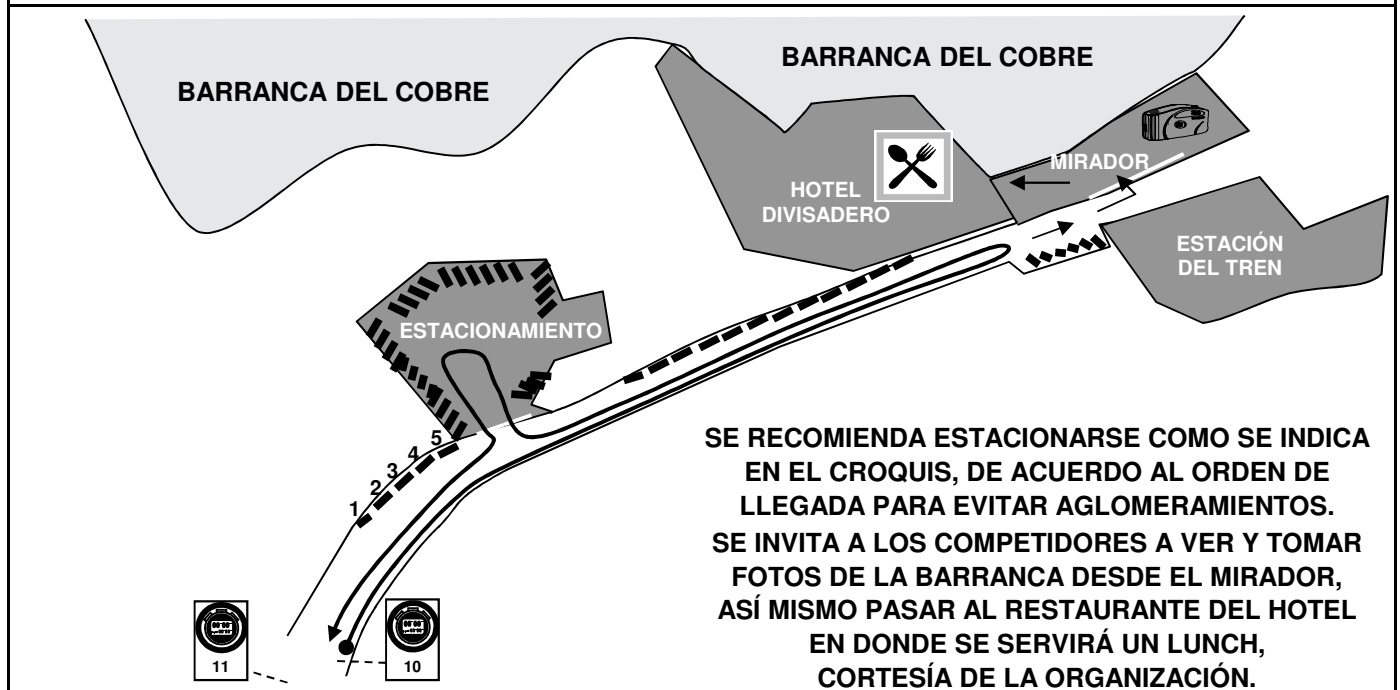 BARRANCA DEL COBRE
BARRANCA DEL COBRE
MIRADOR
HOTEL
DIVISADERO
ESTACIÓN
DEL TREN
ESTACIONAMIENTO
5
4
3
2
1
SE RECOMIENDA ESTACIONARSE COMO SE INDICA
EN EL CROQUIS, DE ACUERDO AL ORDEN DE
LLEGADA PARA EVITAR AGLOMERAMIENTOS.
SE INVITA A LOS COMPETIDORES A VER Y TOMAR
FOTOS DE LA BARRANCA DESDE EL MIRADOR,
ASÍ MISMO PASAR AL RESTAURANTE DEL HOTEL
EN DONDE SE SERVIRÁ UN LUNCH,
CORTESÍA DE LA ORGANIZACIÓN.
11
10